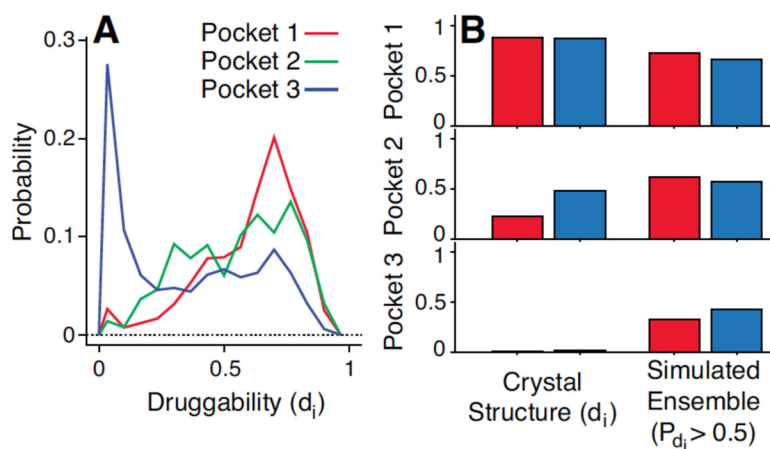 A
Pocket 1
Pocket 2
Pocket 3
0.3
0.2
0.1
0
Probability
0
0.5
1
Druggability (di)
B
Pocket 1
1
0.5
0
Pocket 2
1
0.5
0
Pocket 3
1
0.5
0
Crystal
Structure (di)
Simulated
Ensemble
(Pdi > 0.5)